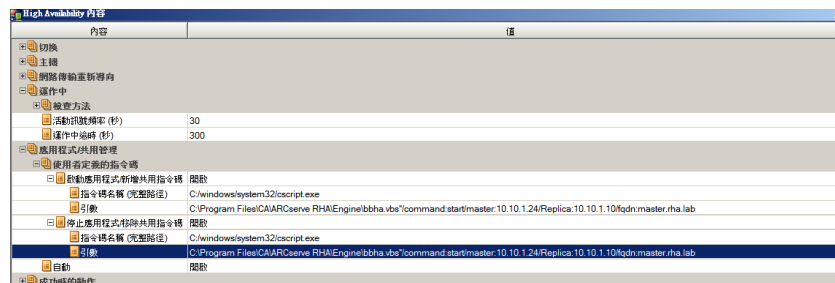 High Availability 內容
內容 值
切換
主機
網路傳輸重新導向
運作中
檢查方法
活動訊號頻率 (秒) 30
運作中逾時 (秒) 300
應用程式/共用管理
使用者定義的指令碼
啟動應用程式/新增共用指令碼 開啟
指令碼名稱 (完整路徑) C:/windows/system32/cscript.exe
引數 C:\Program Files\CA\ARCserve RHA\Engine\bbha.vbs"/command:start/master:10.10.1.24/Replica:10.10.1.10/fqdn:master.rha.lab
停止應用程式/移除共用指令碼 開啟
指令碼名稱 (完整路徑) C:/windows/system32/cscript.exe
引數 C:\Program Files\CA\ARCserve RHA\Engine\bbha.vbs"/command:start/master:10.10.1.24/Replica:10.10.1.10/fqdn:master.rha.lab
自動 開啟
成功時的動作